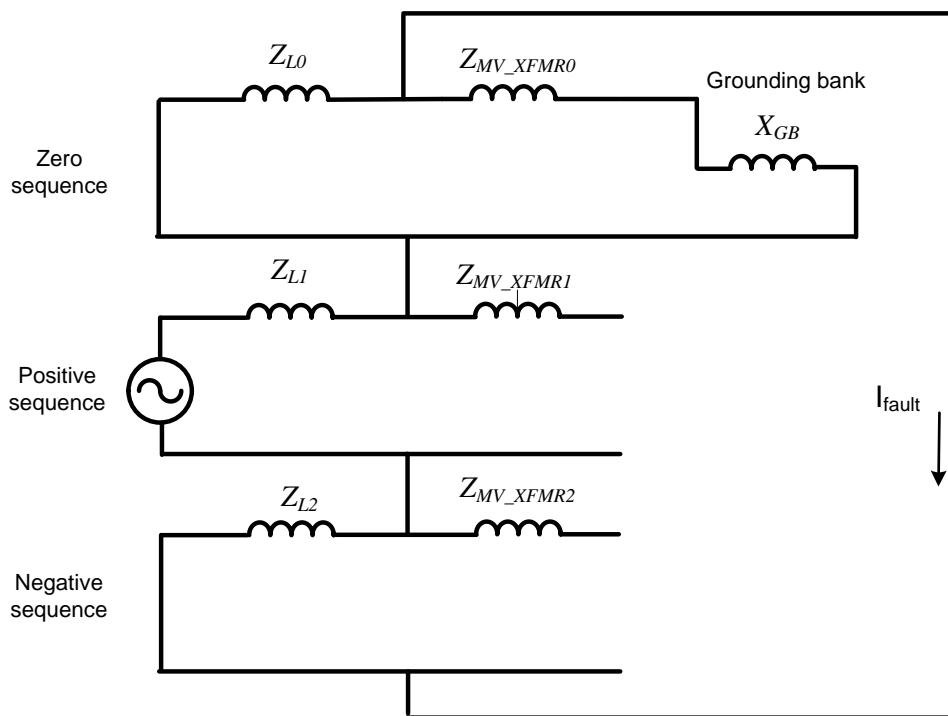 Z_L0
Z_MV_XFMR0
Grounding bank
X_GB
Zero
sequence
Z_L1
Z_MV_XFMR1
Positive
sequence
I_fault
Z_L2
Z_MV_XFMR2
Negative
sequence